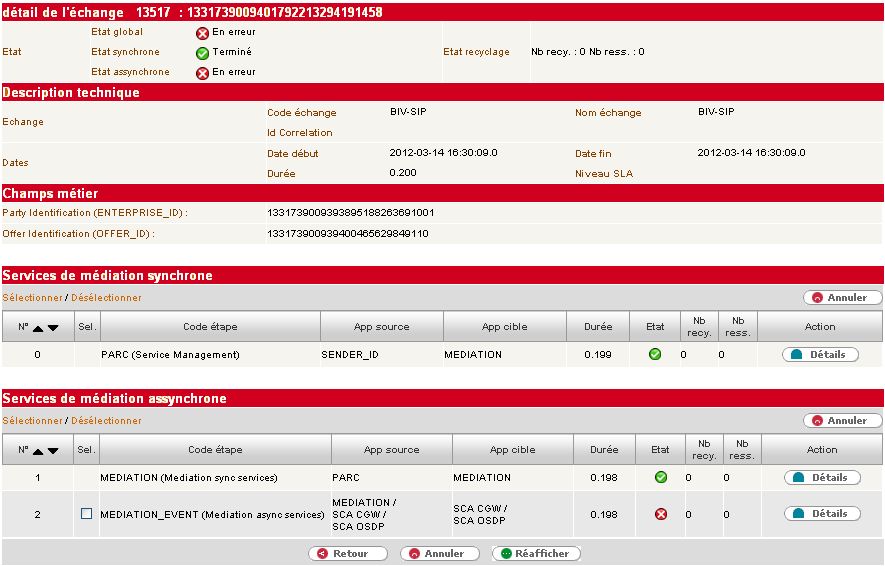 détail de l'échange 13517 : 1331739009401792213294191458
Etat global En erreur
Etat Etat synchrone Terminé Etat recyclage Nb recy. : 0 Nb ress. : 0
Etat assynchrone En erreur
Description technique
Echange Code échange BIV-SIP Nom échange BIV-SIP
Id Correlation
Dates Date début 2012-03-14 16:30:09.0 Date fin 2012-03-14 16:30:09.0
Durée 0.200 Niveau SLA
Champs métier
Party Identification (ENTERPRISE_ID) : 1331739009393895188263691001
Offer Identification (OFFER_ID) : 133173900939400465629849110
Services de médiation synchrone
Sélectionner / Désélectionner Annuler
N° Sel. Code étape App source App cible Durée Etat Nb recy. Nb ress. Action
0 PARC (Service Management) SENDER_ID MEDIATION 0.199 0 0 Détails
Services de médiation assynchrone
Sélectionner / Désélectionner Annuler
N° Sel. Code étape App source App cible Durée Etat Nb recy. Nb ress. Action
1 MEDIATION (Mediation sync services) PARC MEDIATION 0.198 0 0 Détails
2 MEDIATION_EVENT (Mediation async services) MEDIATION / SCA CGW / SCA OSDP SCA CGW / SCA OSDP 0.198 0 0 Détails
Retour Annuler Réafficher